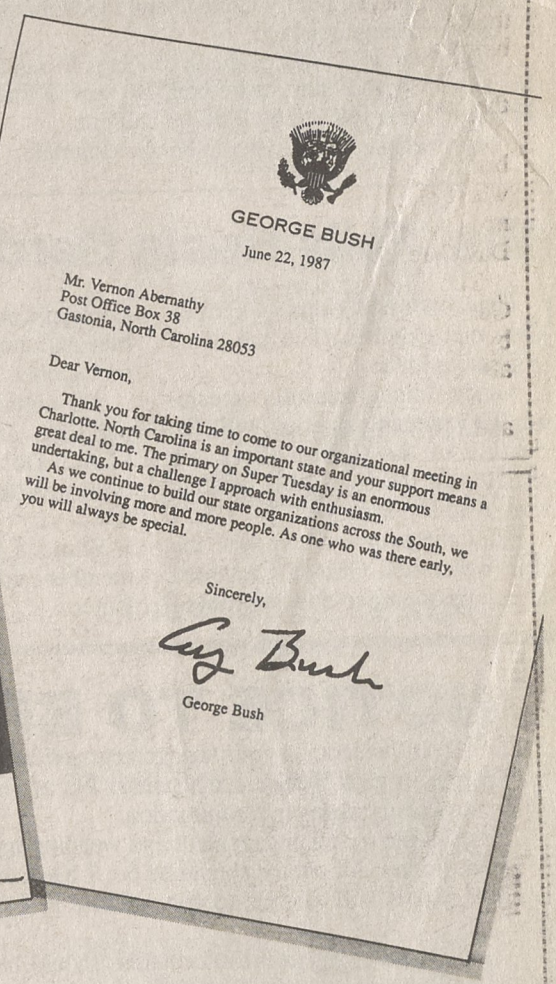 GEORGE BUSH
June 22, 1987
Mr. Vernon Abernathy
Post Office Box 38
Gastonia, North Carolina 28053
Dear Vernon,
Thank you for taking time to come to our organizational meeting in
Charlotte. North Carolina is an important state and your support means a
great deal to me. The primary on Super Tuesday is an enormous
undertaking, but a challenge I approach with enthusiasm.
As we continue to build our state organizations across the South, we
will be involving more and more people. As one who was there early,
you will always be special.
Sincerely,
Bush
George Bush